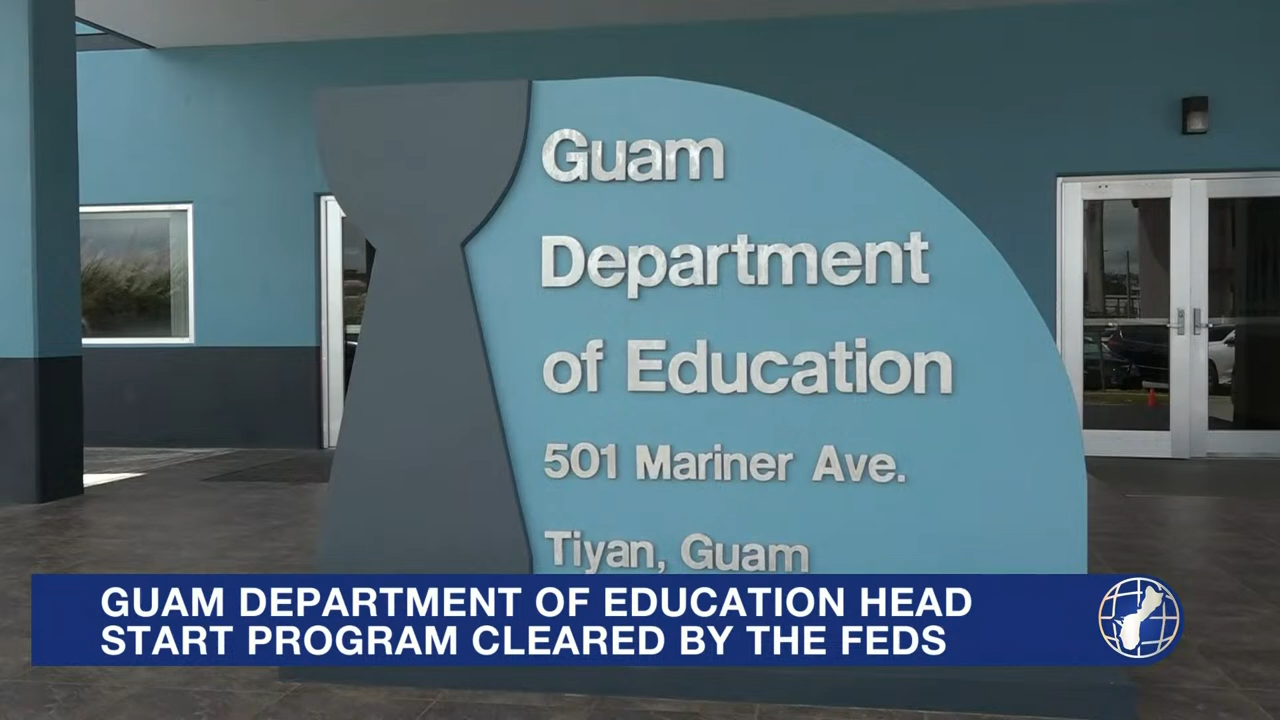 Guam
Department
of Education
501 Mariner Ave.
Tiyan, Guam
GUAM DEPARTMENT OF EDUCATION HEAD
START PROGRAM CLEARED BY THE FEDS